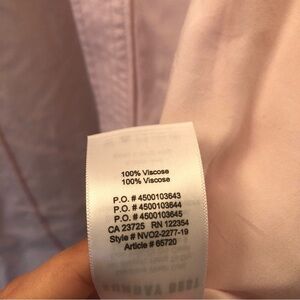 100% Viscose
100% Viscose
P.O. # 4500103643
P.O. # 4500103644
P.O. # 4500103645
CA 23725 RN 122354
Style # NVO2-2277-19
Article # 65720